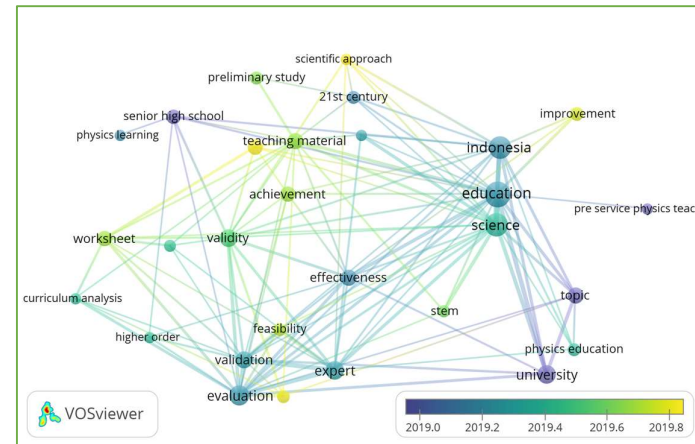 scientific approach
preliminary study
21st century
senior high school
improvement
physics learning
teaching material
indonesia
achievement
education
pre service physics teac
science
worksheet
validity
effectiveness
topic
curriculum analysis
stem
feasibility
higher order
physics education
validation
expert
university
evaluation
VOSviewer
2019.0 2019.2 2019.4 2019.6 2019.8